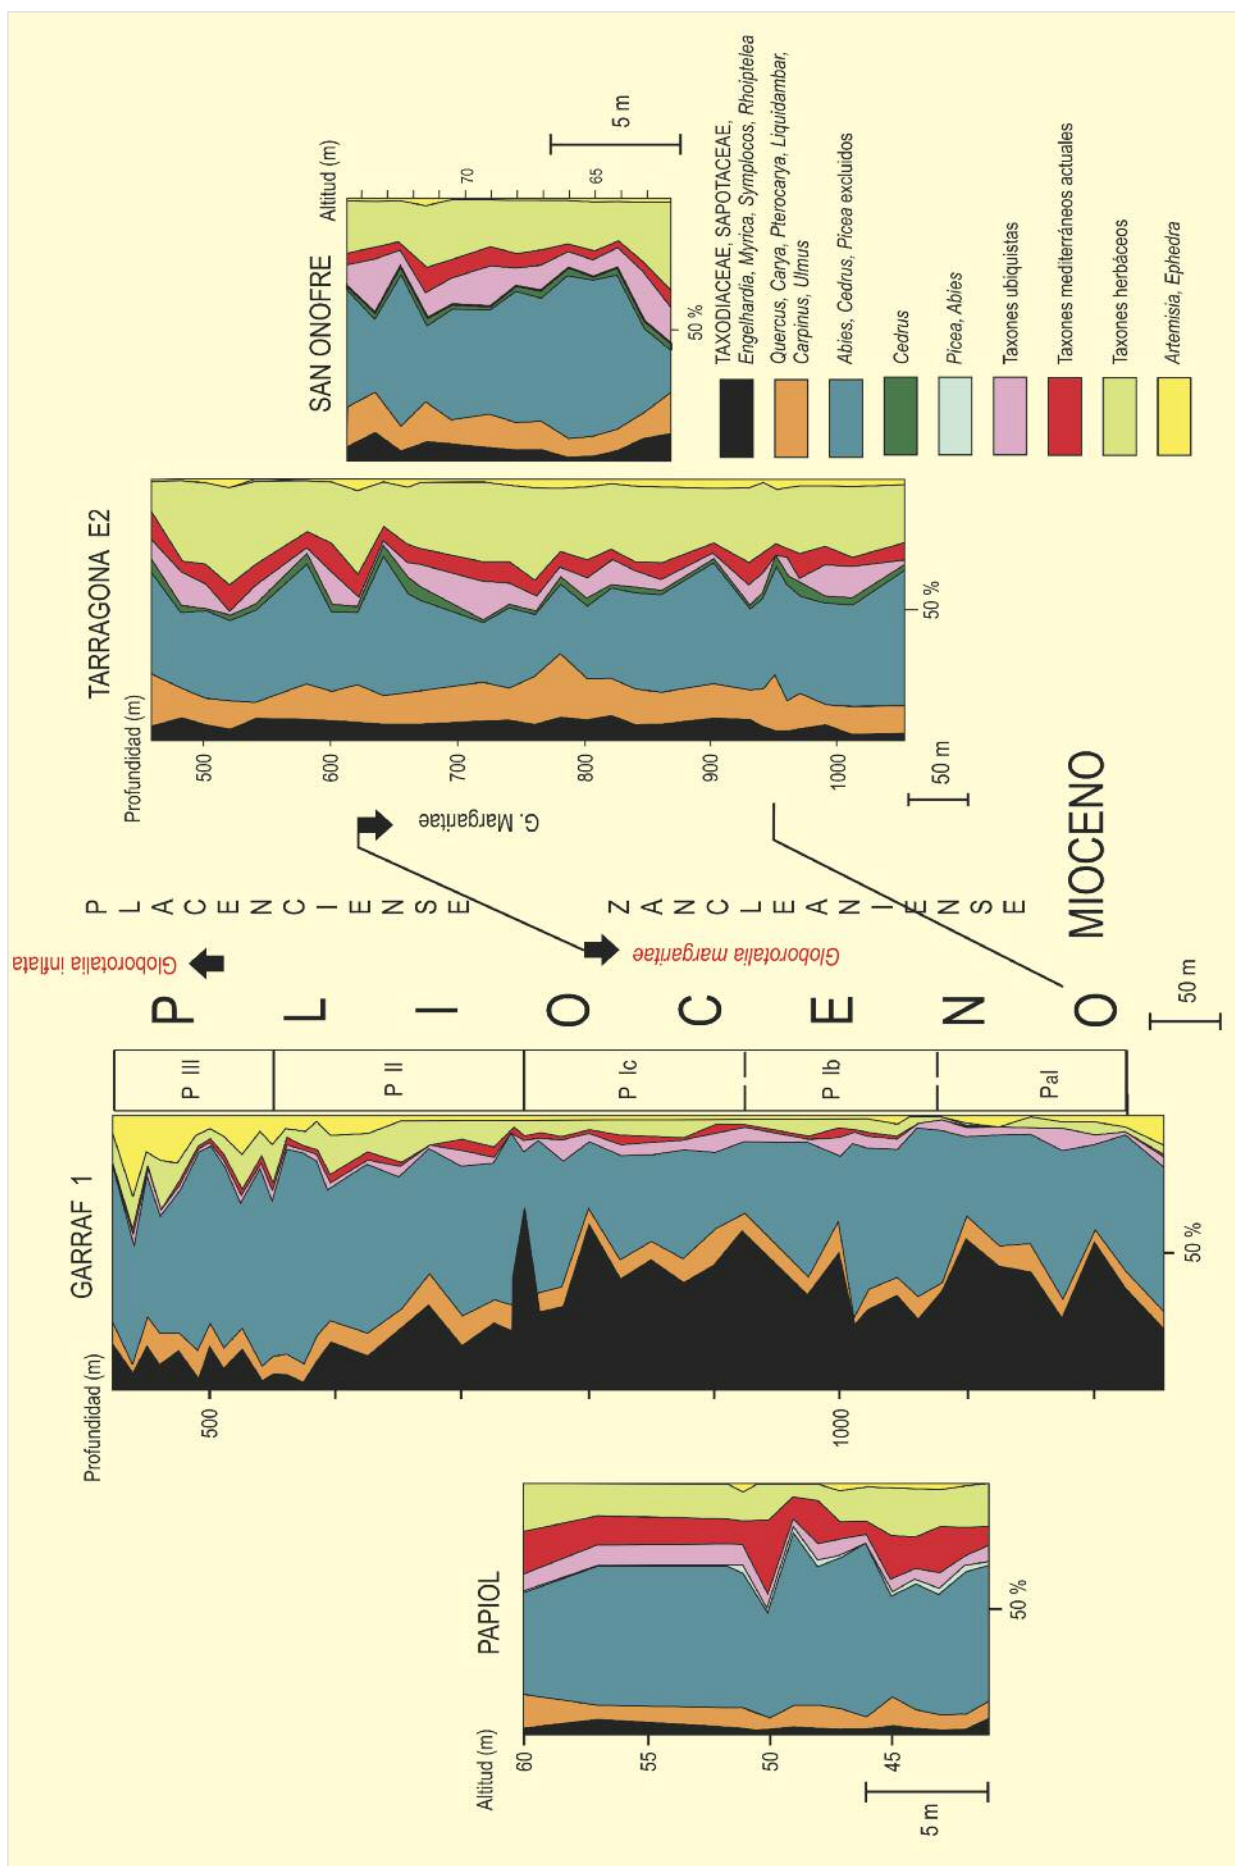 PAPIOL
Altitud (m)
60
55
50
45
5 m
50 %
GARRAF 1
Profundidad (m)
500
1000
50 %
P III
P II
P Ic
P Ib
PaI
PLIOCENO
50 m
Globorotalia inflata
Globorotalia margaritae
PLACENCIENSE
ZANCLEANIENSE
MIOCENO
G. Margaritae
TARRAGONA E2
Profundidad (m)
500
600
700
800
900
1000
50 m
50 %
SAN ONOFRE
Altitud (m)
70
65
5 m
50 %
TAXODIACEAE, SAPOTACEAE,
Engelhardia, Myrica, Symplocos, Rhoiptelea
Quercus, Carya, Pterocarya, Liquidambar,
Carpinus, Ulmus
Abies, Cedrus, Picea excluidos
Cedrus
Picea, Abies
Taxones ubiquistas
Taxones mediterráneos actuales
Taxones herbáceos
Artemisia, Ephedra